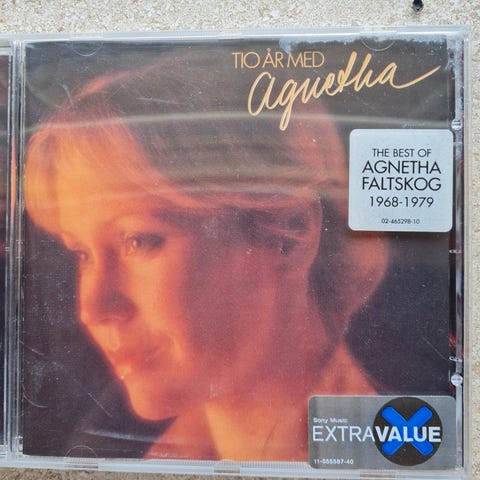 TIO ÅR MED
Agnetha
THE BEST OF
AGNETHA
FALTSKOG
1968-1979
02-465298-10
Sony Music
EXTRAVALUE
11-055587-40